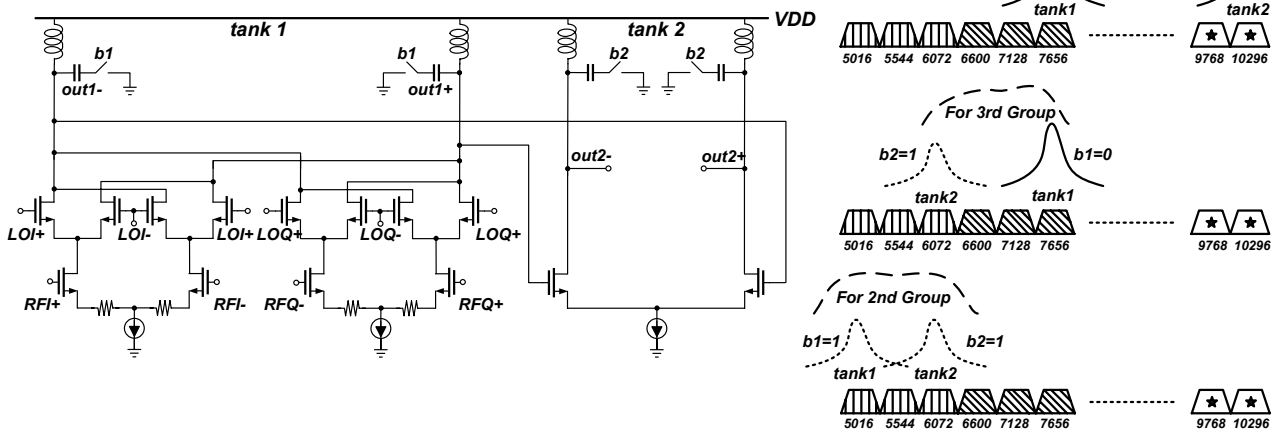 tank 1
tank 2
VDD
b1
b1
b2
b2
out1-
out1+
out2-
out2+
LOI+
LOI-
LOI+
LOQ+
LOQ-
LOQ+
RFI+
RFI-
RFQ-
RFQ+
tank1
tank2
5016 5544 6072 6600 7128 7656
9768 10296
For 3rd Group
b2=1
b1=0
tank2
tank1
5016 5544 6072 6600 7128 7656
9768 10296
For 2nd Group
b1=1
b2=1
tank1
tank2
5016 5544 6072 6600 7128 7656
9768 10296